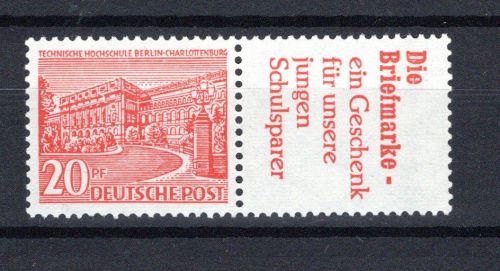 TECHNISCHE HOCHSCHULE BERLIN-CHARLOTTENBURG
20 PF
DEUTSCHE POST
Die
Briefmarke -
ein Geschenk
für unsere
jungen
Schulsparer